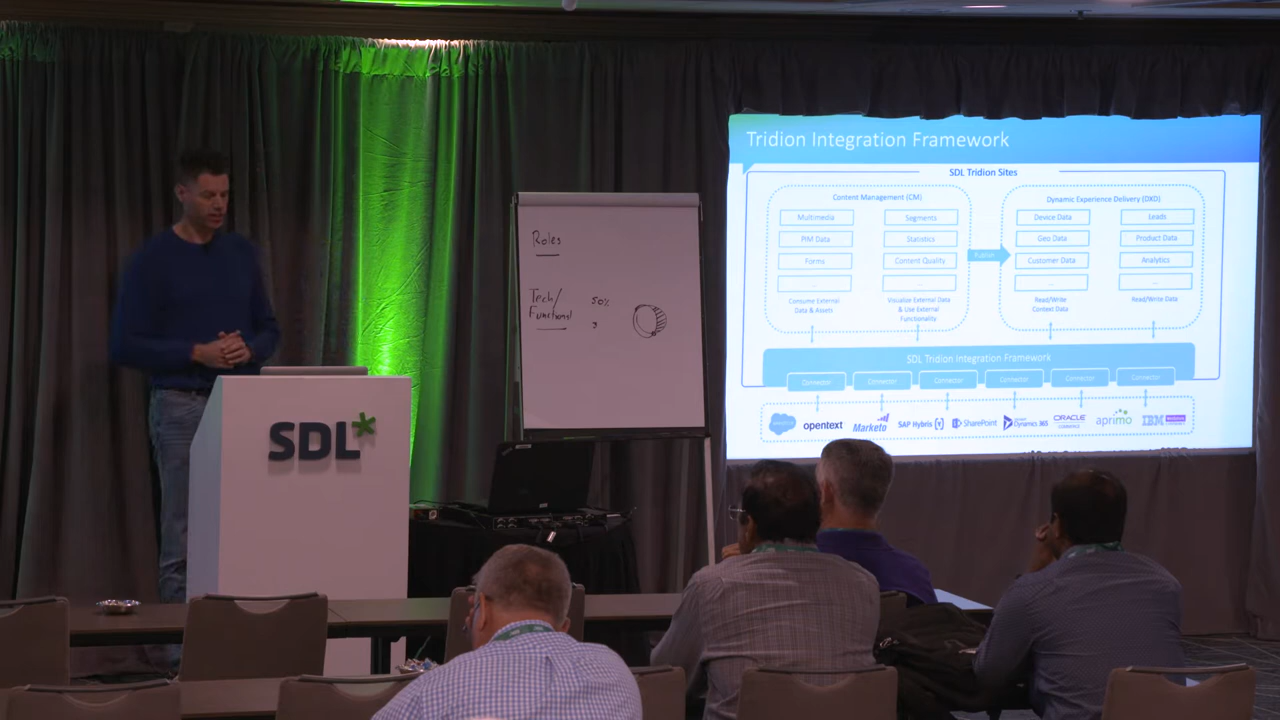 Roles
Tech/
Functional
50%
?
SDL
Tridion Integration Framework
SDL Tridion Sites
Content Management (CM)
Multimedia
PIM Data
Forms
...
Consume External
Data & Assets
Segments
Statistics
Content Quality
...
Visualize External Data
& Use External
Functionality
Publish
Dynamic Experience Delivery (DXD)
Device Data
Geo Data
Customer Data
...
Read/Write
Context Data
Leads
Product Data
Analytics
...
Read/Write Data
SDL Tridion Integration Framework
Connector
Connector
Connector
Connector
Connector
Connector
opentext
Marketo
SAP Hybris
SharePoint
Dynamics 365
ORACLE
COMMERCE
aprimo
IBM